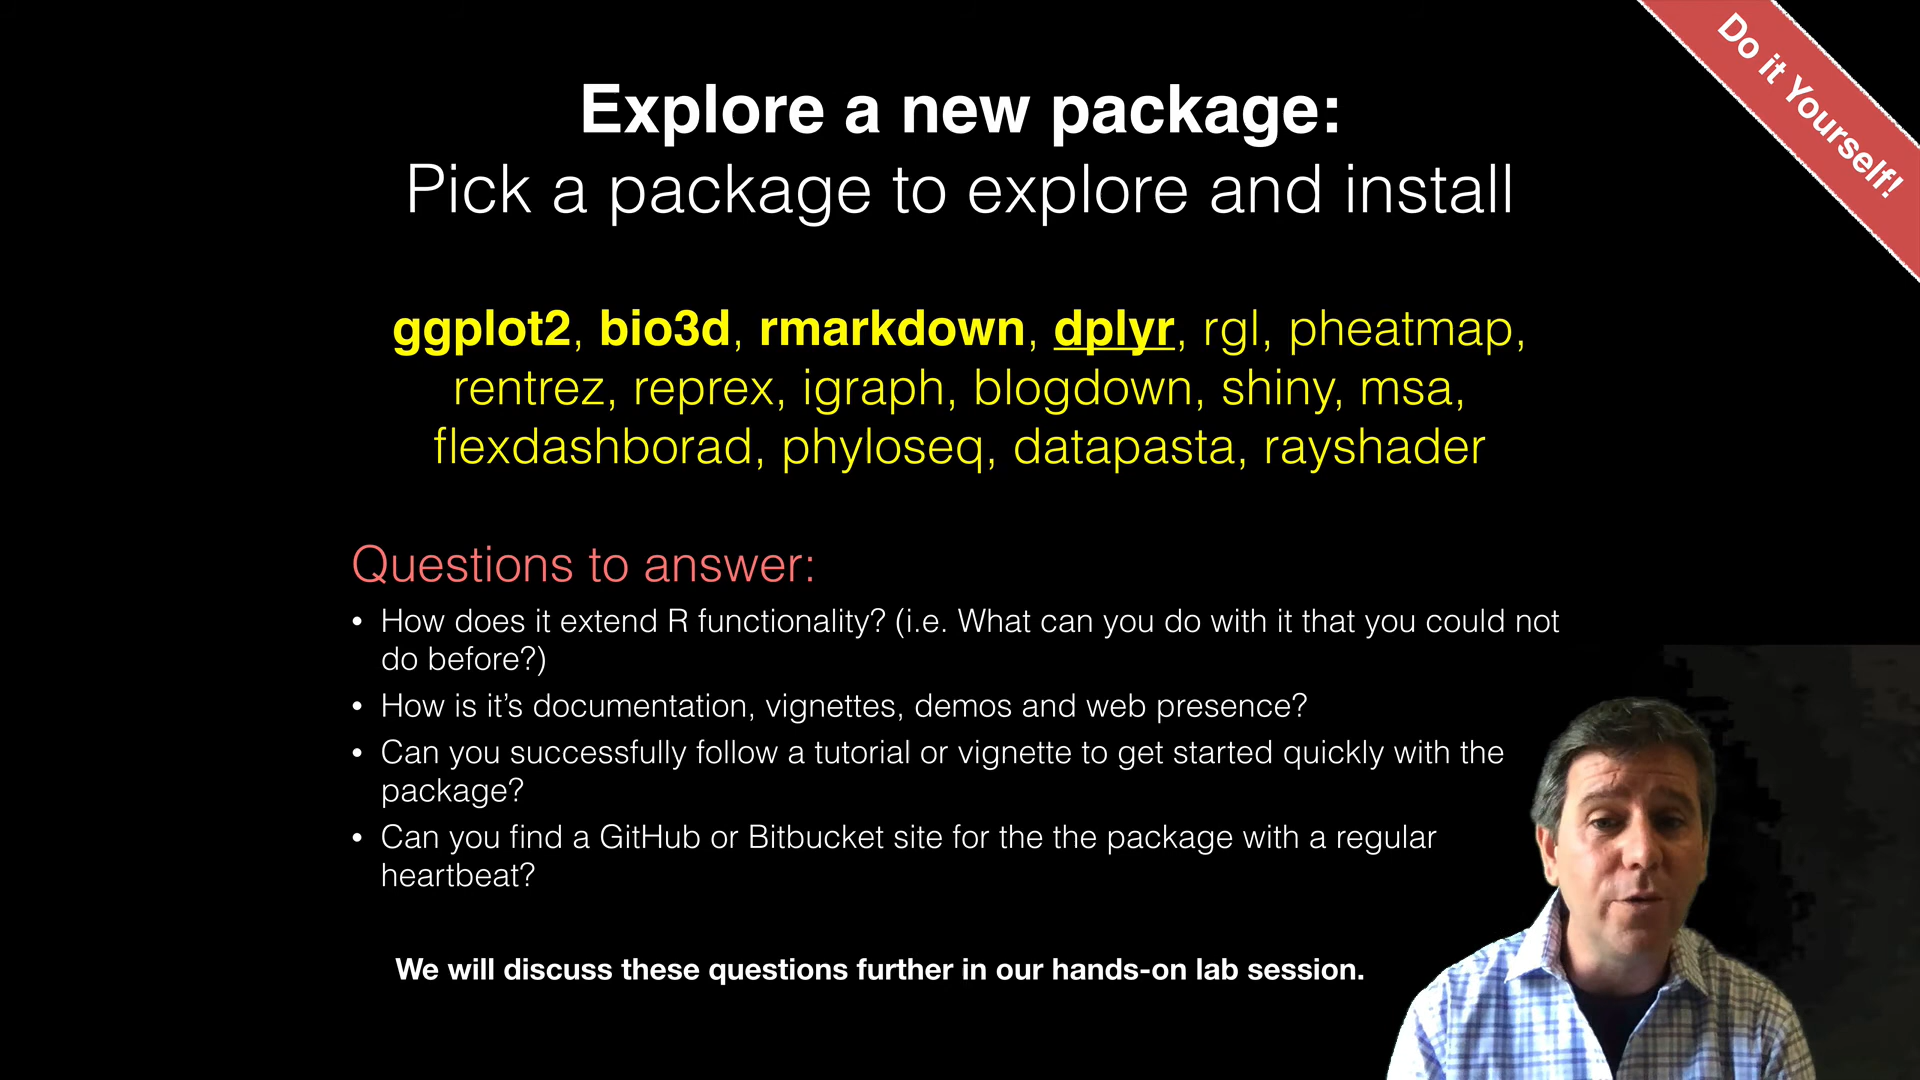 Do it Yourself!
Explore a new package:
Pick a package to explore and install
ggplot2, bio3d, rmarkdown, dplyr, rgl, pheatmap,
rentrez, reprex, igraph, blogdown, shiny, msa,
flexdashborad, phyloseq, datapasta, rayshader
Questions to answer:
• How does it extend R functionality? (i.e. What can you do with it that you could not
do before?)
• How is it’s documentation, vignettes, demos and web presence?
• Can you successfully follow a tutorial or vignette to get started quickly with the
package?
• Can you find a GitHub or Bitbucket site for the the package with a regular
heartbeat?
We will discuss these questions further in our hands-on lab session.